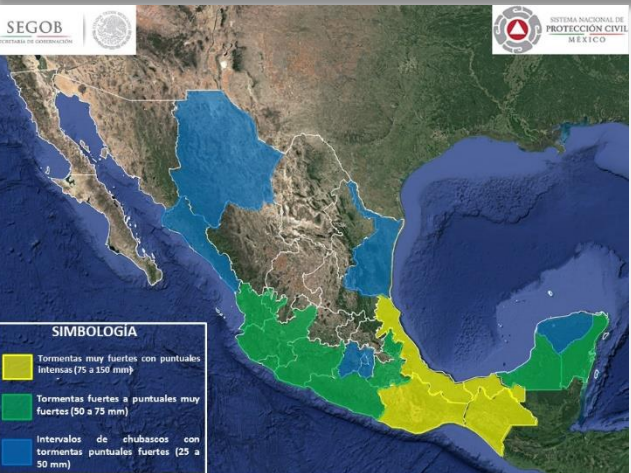 SEGOB
SECRETARÍA DE GOBERNACIÓN
SISTEMA NACIONAL DE
PROTECCIÓN CIVIL
MÉXICO
SIMBOLOGÍA
Tormentas muy fuertes con puntuales
intensas (75 a 150 mm)
Tormentas fuertes a puntuales muy
fuertes (50 a 75 mm)
Intervalos de chubascos con
tormentas puntuales fuertes (25 a
50 mm)